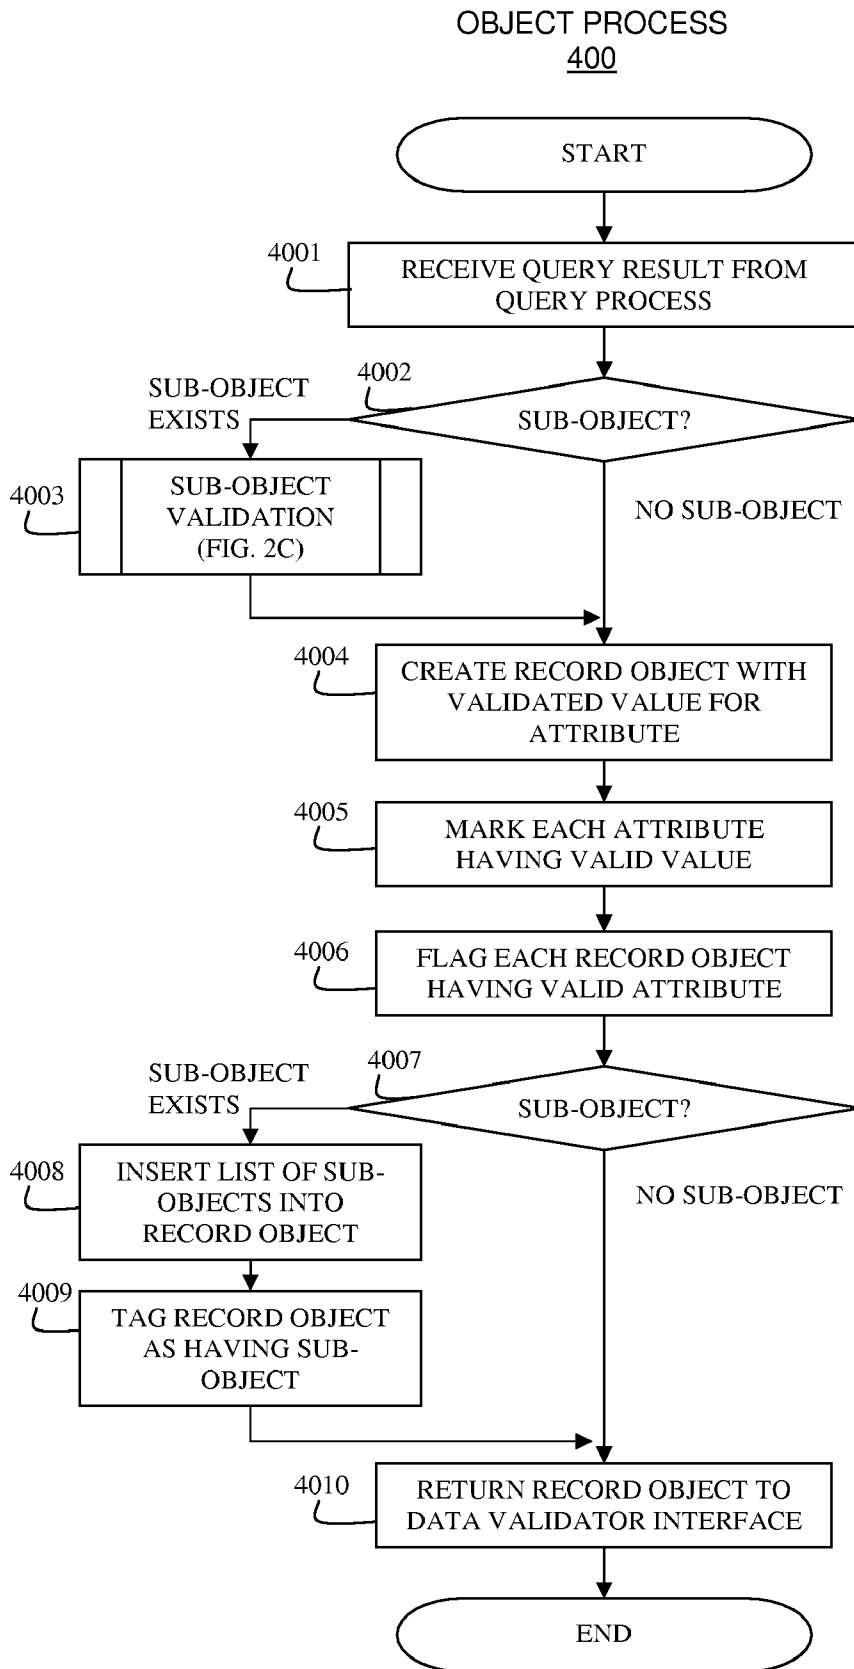 OBJECT PROCESS
400
START
4001
RECEIVE QUERY RESULT FROM
QUERY PROCESS
4002
SUB-OBJECT
EXISTS
SUB-OBJECT?
4003
SUB-OBJECT
VALIDATION
(FIG. 2C)
NO SUB-OBJECT
4004
CREATE RECORD OBJECT WITH
VALIDATED VALUE FOR
ATTRIBUTE
4005
MARK EACH ATTRIBUTE
HAVING VALID VALUE
4006
FLAG EACH RECORD OBJECT
HAVING VALID ATTRIBUTE
4007
SUB-OBJECT
EXISTS
SUB-OBJECT?
4008
INSERT LIST OF SUB-
OBJECTS INTO
RECORD OBJECT
NO SUB-OBJECT
4009
TAG RECORD OBJECT
AS HAVING SUB-
OBJECT
4010
RETURN RECORD OBJECT TO
DATA VALIDATOR INTERFACE
END